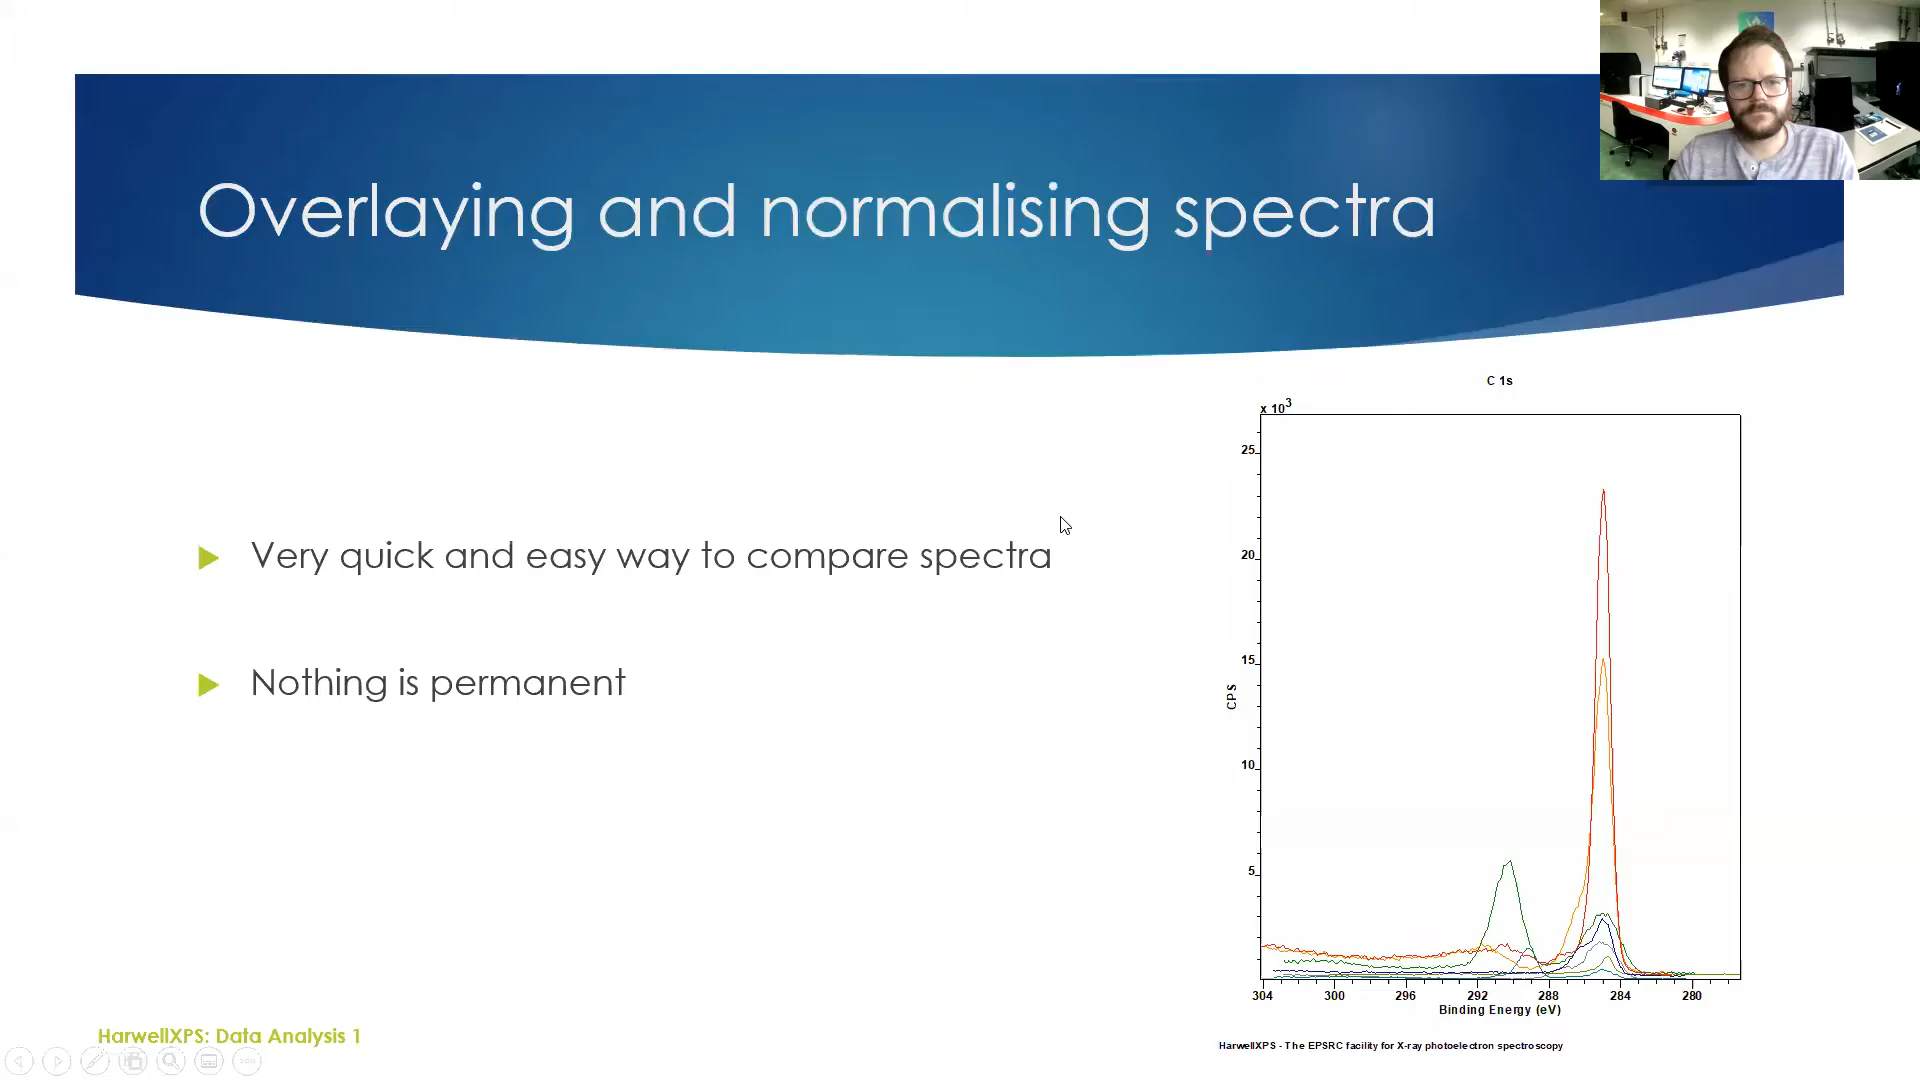 Overlaying and normalising spectra
Very quick and easy way to compare spectra
Nothing is permanent
C 1s
x 10³
25
20
15
10
5
CPS
304 300 296 292 288 284 280
Binding Energy (eV)
HarwellXPS - The EPSRC facility for X-ray photoelectron spectroscopy
HarwellXPS: Data Analysis 1